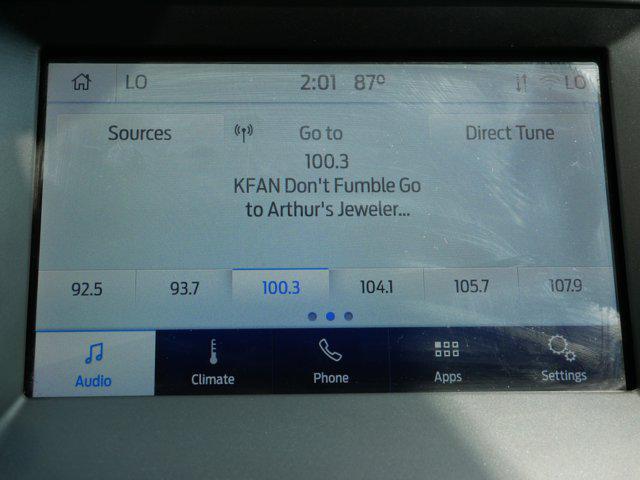 LO 2:01 87° LO
Sources Go to Direct Tune
100.3
KFAN Don't Fumble Go
to Arthur's Jeweler...
92.5 93.7 100.3 104.1 105.7 107.9
Audio Climate Phone Apps Settings